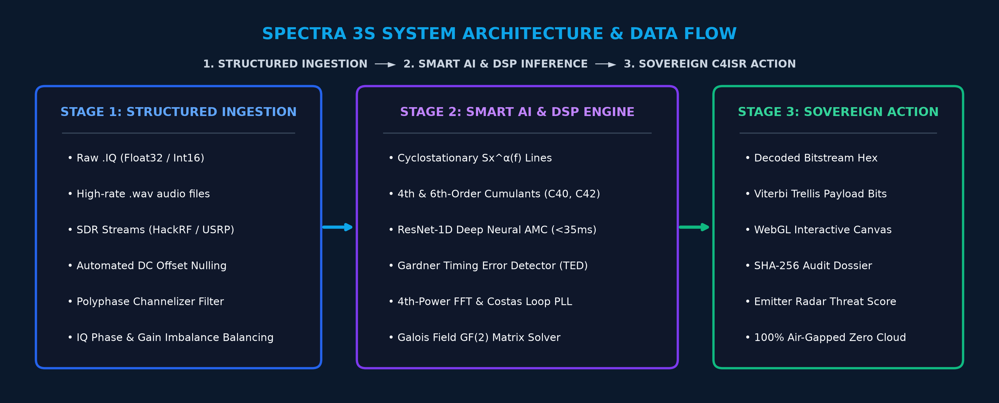 SPECTRA 3S SYSTEM ARCHITECTURE & DATA FLOW
1. STRUCTURED INGESTION ──► 2. SMART AI & DSP INFERENCE ──► 3. SOVEREIGN C4ISR ACTION
STAGE 1: STRUCTURED INGESTION
• Raw .IQ (Float32 / Int16)
• High-rate .wav audio files
• SDR Streams (HackRF / USRP)
• Automated DC Offset Nulling
• Polyphase Channelizer Filter
• IQ Phase & Gain Imbalance Balancing
STAGE 2: SMART AI & DSP ENGINE
• Cyclostationary Sx^α(f) Lines
• 4th & 6th-Order Cumulants (C40, C42)
• ResNet-1D Deep Neural AMC (<35ms)
• Gardner Timing Error Detector (TED)
• 4th-Power FFT & Costas Loop PLL
• Galois Field GF(2) Matrix Solver
STAGE 3: SOVEREIGN ACTION
• Decoded Bitstream Hex
• Viterbi Trellis Payload Bits
• WebGL Interactive Canvas
• SHA-256 Audit Dossier
• Emitter Radar Threat Score
• 100% Air-Gapped Zero Cloud